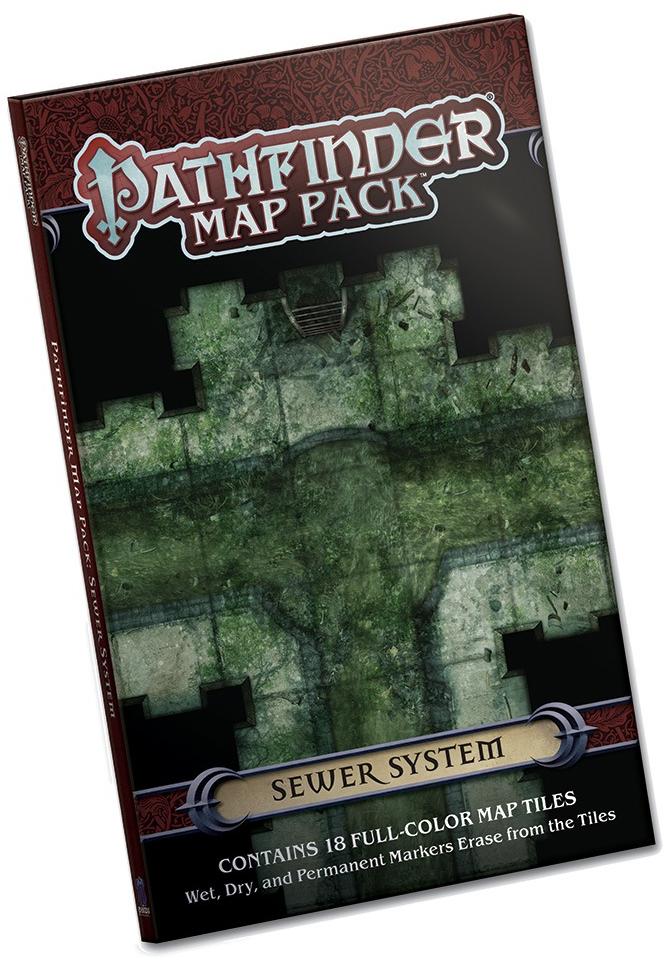 PATHFINDER®
MAP PACK™
PATHFINDER MAP PACK: SEWER SYSTEM
SEWER SYSTEM
CONTAINS 18 FULL-COLOR MAP TILES
Wet, Dry, and Permanent Markers Erase from the Tiles